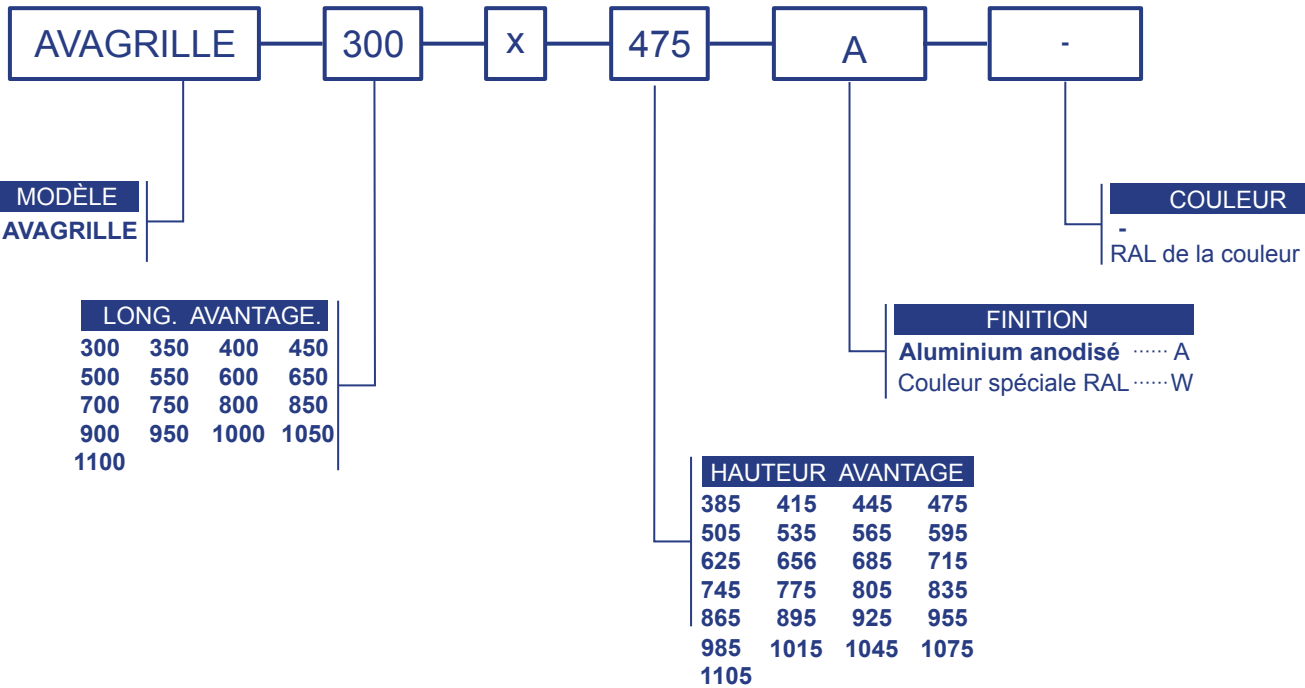 AVAGRILLE 300 x 475 A -
MODÈLE
AVAGRILLE
COULEUR
-
RAL de la couleur
LONG. AVANTAGE.
300 350 400 450
500 550 600 650
700 750 800 850
900 950 1000 1050
1100
FINITION
Aluminium anodisé ...... A
Couleur spéciale RAL ...... W
HAUTEUR AVANTAGE
385 415 445 475
505 535 565 595
625 656 685 715
745 775 805 835
865 895 925 955
985 1015 1045 1075
1105